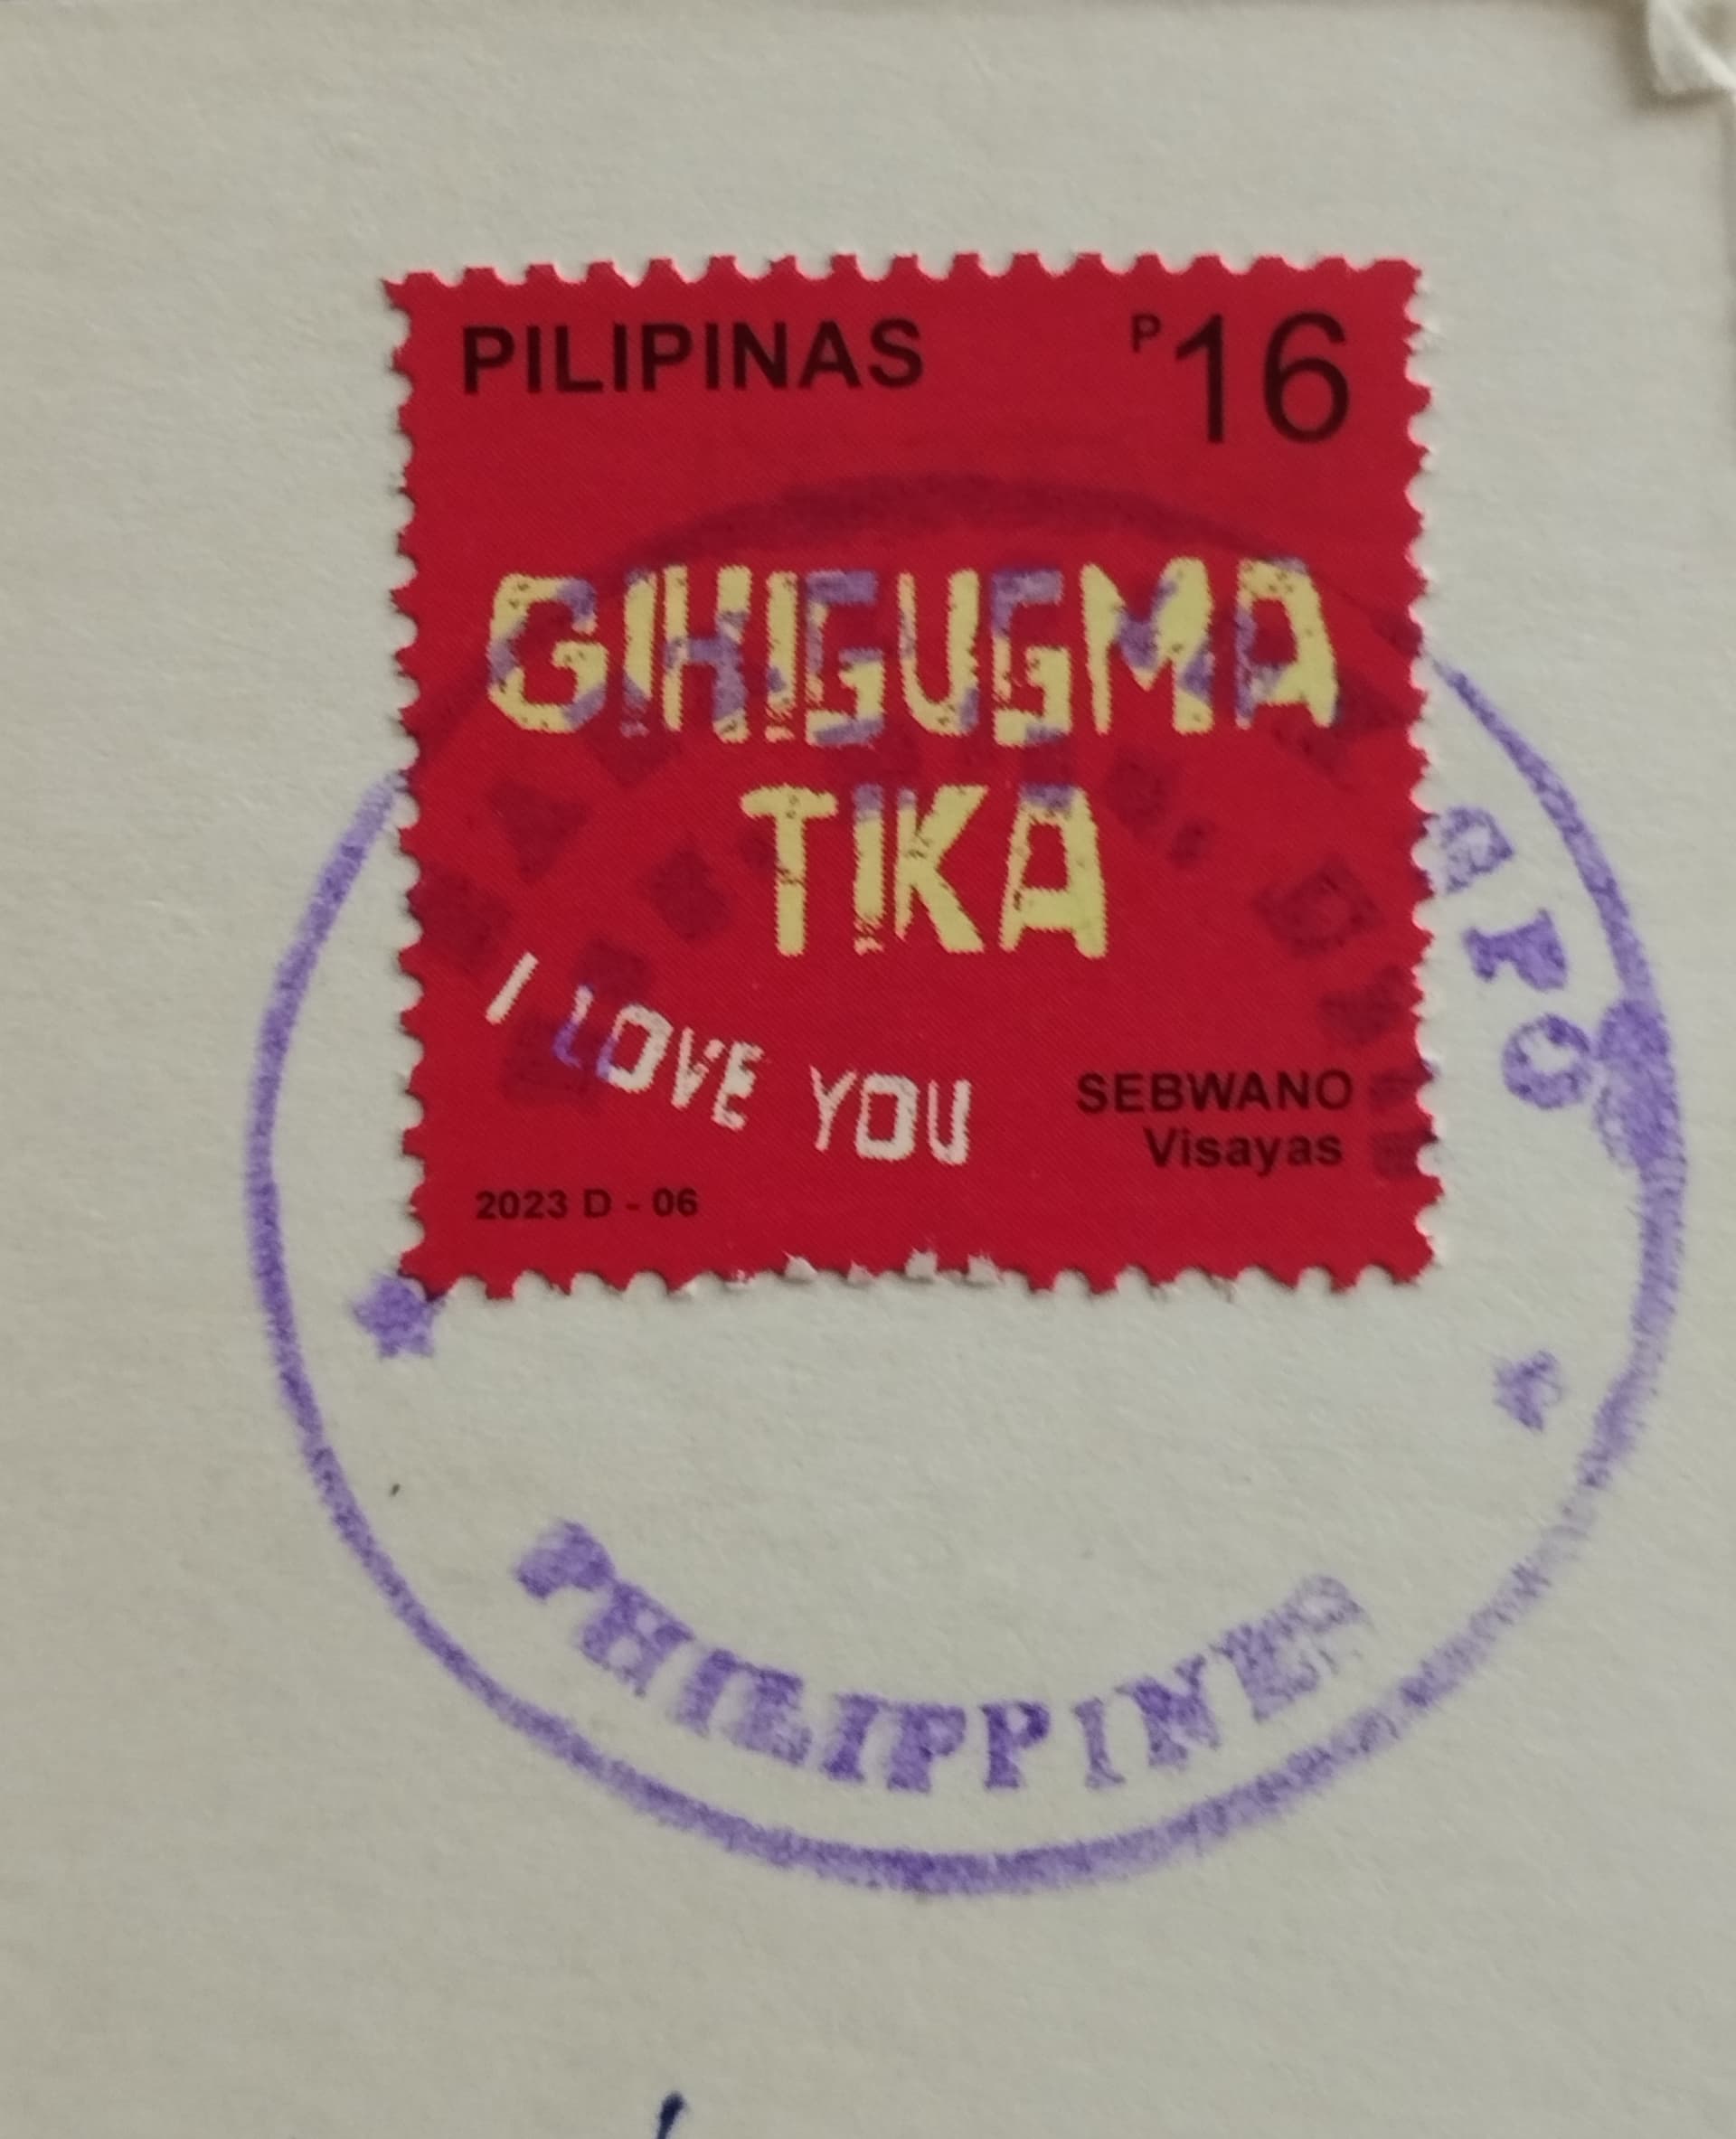 PILIPINAS
P16
GIHIGUGMA
TIKA
I LOVE YOU
SEBWANO
Visayas
2023 D - 06
PHILIPPINES